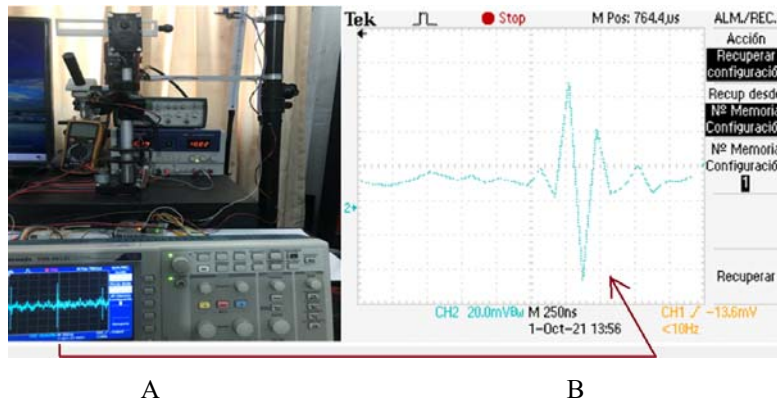 Tek Stop M Pos: 764.4µs ALM./REC.
Acción
Recuperar
configuració
Recup desde
Nº Memoria
Configuració
Nº Memoria
Configuració
1
2
Recuperar
CH2 20.0mVBw M 250ns CH1 -13.6mV
1-Oct-21 13:56 <10Hz
A B